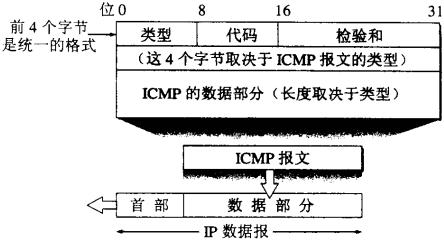 位 0 8 16 31
前 4 个字节
是统一的格式
类型 代码 检验和
(这 4 个字节取决于 ICMP 报文的类型)
ICMP 的数据部分（长度取决于类型）
ICMP 报文
首 部 数 据 部 分
IP 数据报